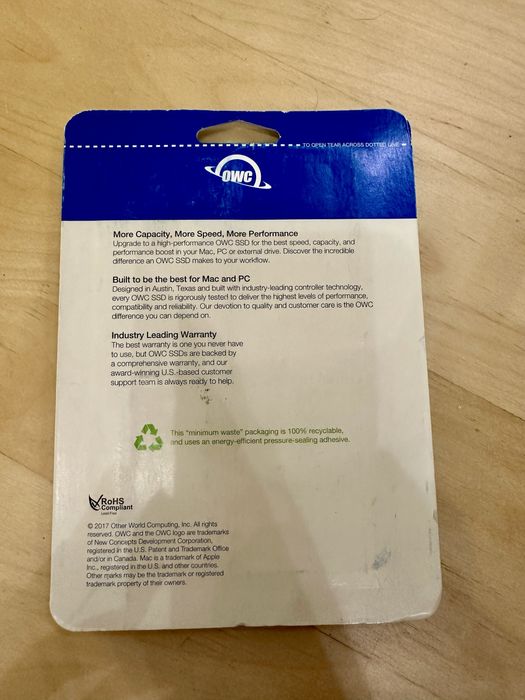 TO OPEN TEAR ACROSS DOTTED LINE
OWC
More Capacity, More Speed, More Performance
Upgrade to a high-performance OWC SSD for the best speed, capacity, and
performance boost in your Mac, PC or external drive. Discover the incredible
difference an OWC SSD makes to your workflow.
Built to be the best for Mac and PC
Designed in Austin, Texas and built with industry-leading controller technology,
every OWC SSD is rigorously tested to deliver the highest levels of performance,
compatibility and reliability. Our devotion to quality and customer care is the OWC
difference you can depend on.
Industry Leading Warranty
The best warranty is one you never have
to use, but OWC SSDs are backed by
a comprehensive warranty, and our
award-winning U.S.-based customer
support team is always ready to help.
This "minimum waste" packaging is 100% recyclable,
and uses an energy-efficient pressure-sealing adhesive.
RoHS
Compliant
Lead Free
© 2017 Other World Computing, Inc. All rights
reserved. OWC and the OWC logo are trademarks
of New Concepts Development Corporation,
registered in the U.S. Patent and Trademark Office
and/or in Canada. Mac is a trademark of Apple
Inc., registered in the U.S. and other countries.
Other marks may be the trademark or registered
trademark property of their owners.